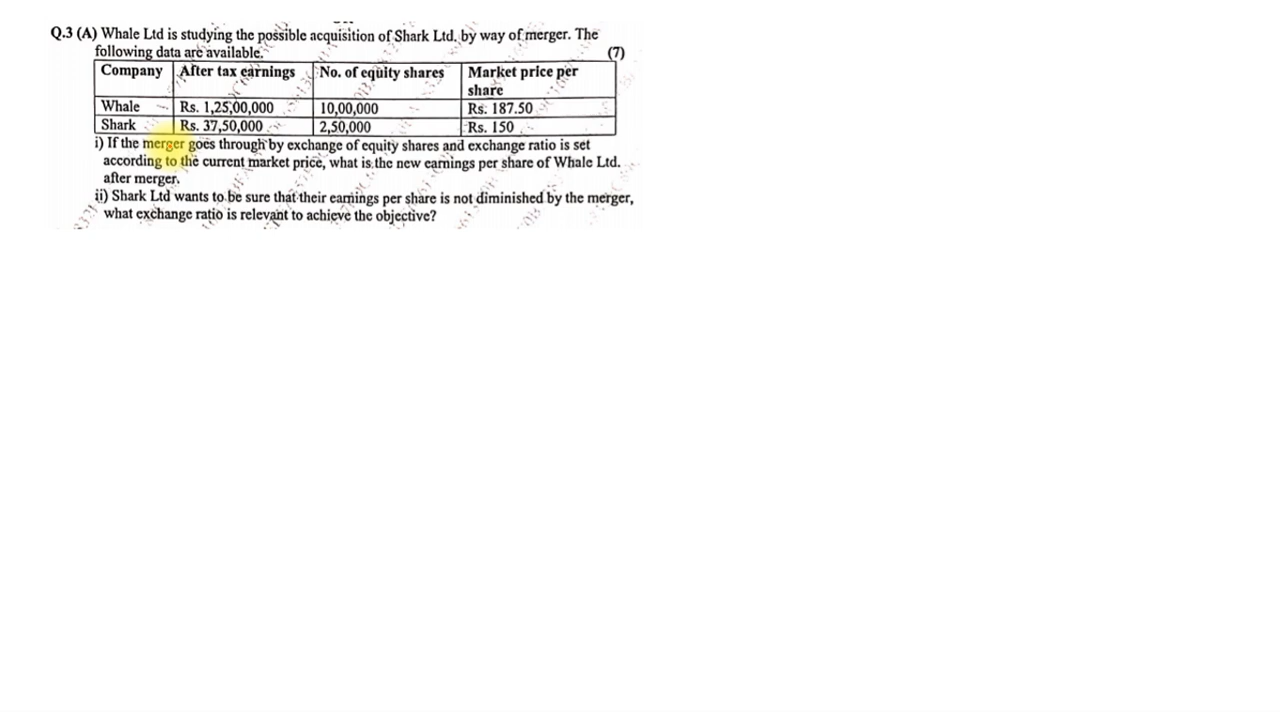 Q.3 (A) Whale Ltd is studying the possible acquisition of Shark Ltd. by way of merger. The
following data are available. (7)
Company After tax earnings No. of equity shares Market price per
share
Whale Rs. 1,25,00,000 10,00,000 Rs. 187.50
Shark Rs. 37,50,000 2,50,000 Rs. 150
i) If the merger goes through by exchange of equity shares and exchange ratio is set
according to the current market price, what is the new earnings per share of Whale Ltd.
after merger.
ii) Shark Ltd wants to be sure that their earnings per share is not diminished by the merger,
what exchange ratio is relevant to achieve the objective?